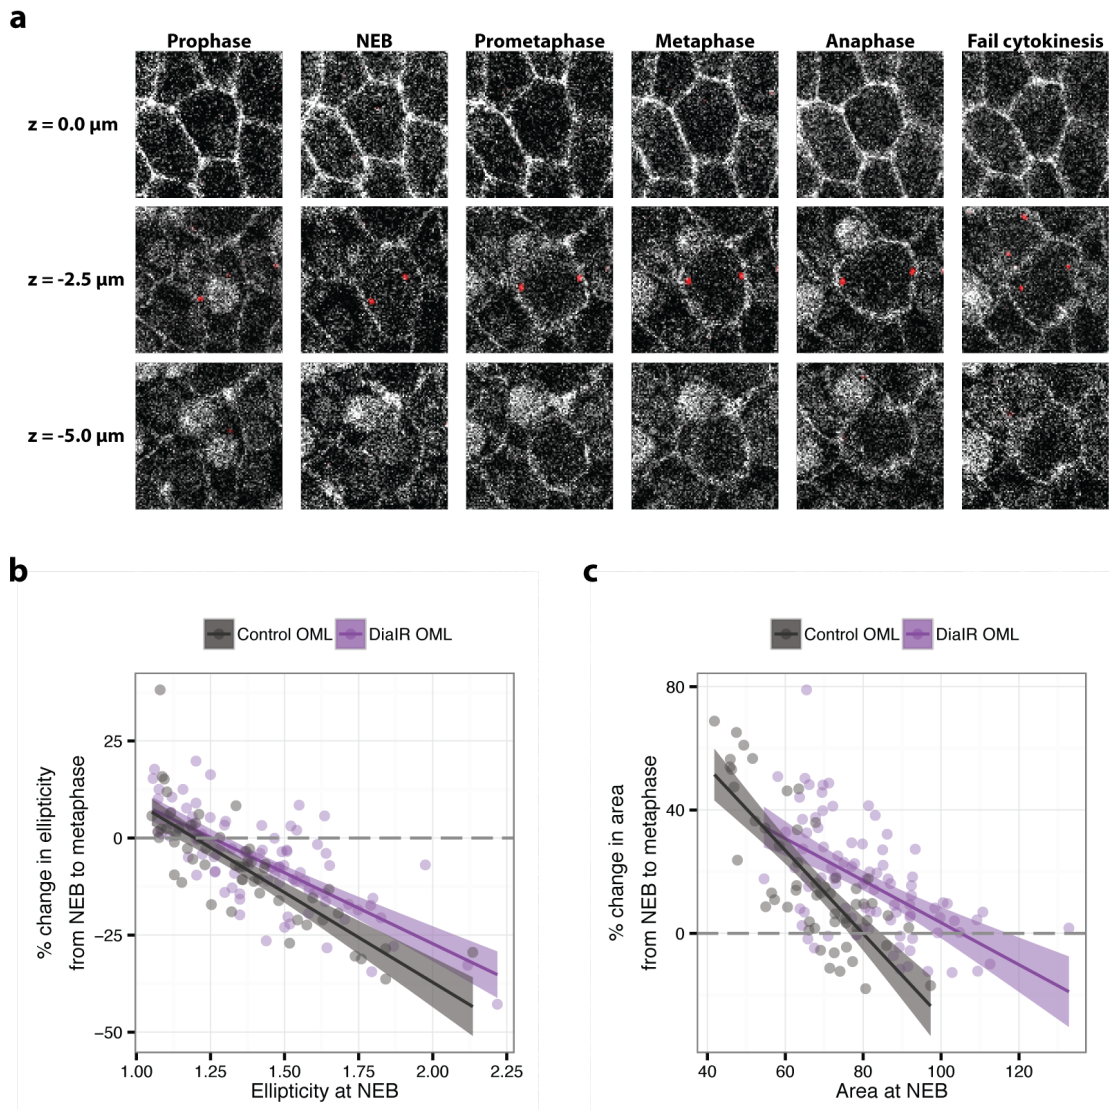 a
Prophase NEB Prometaphase Metaphase Anaphase Fail cytokinesis
z = 0.0 μm
z = -2.5 μm
z = -5.0 μm
b
Control OML DiaIR OML
% change in ellipticity
from NEB to metaphase
25
0
−25
−50
1.00 1.25 1.50 1.75 2.00 2.25
Ellipticity at NEB
c
Control OML DiaIR OML
% change in area
from NEB to metaphase
80
40
0
40 60 80 100 120
Area at NEB